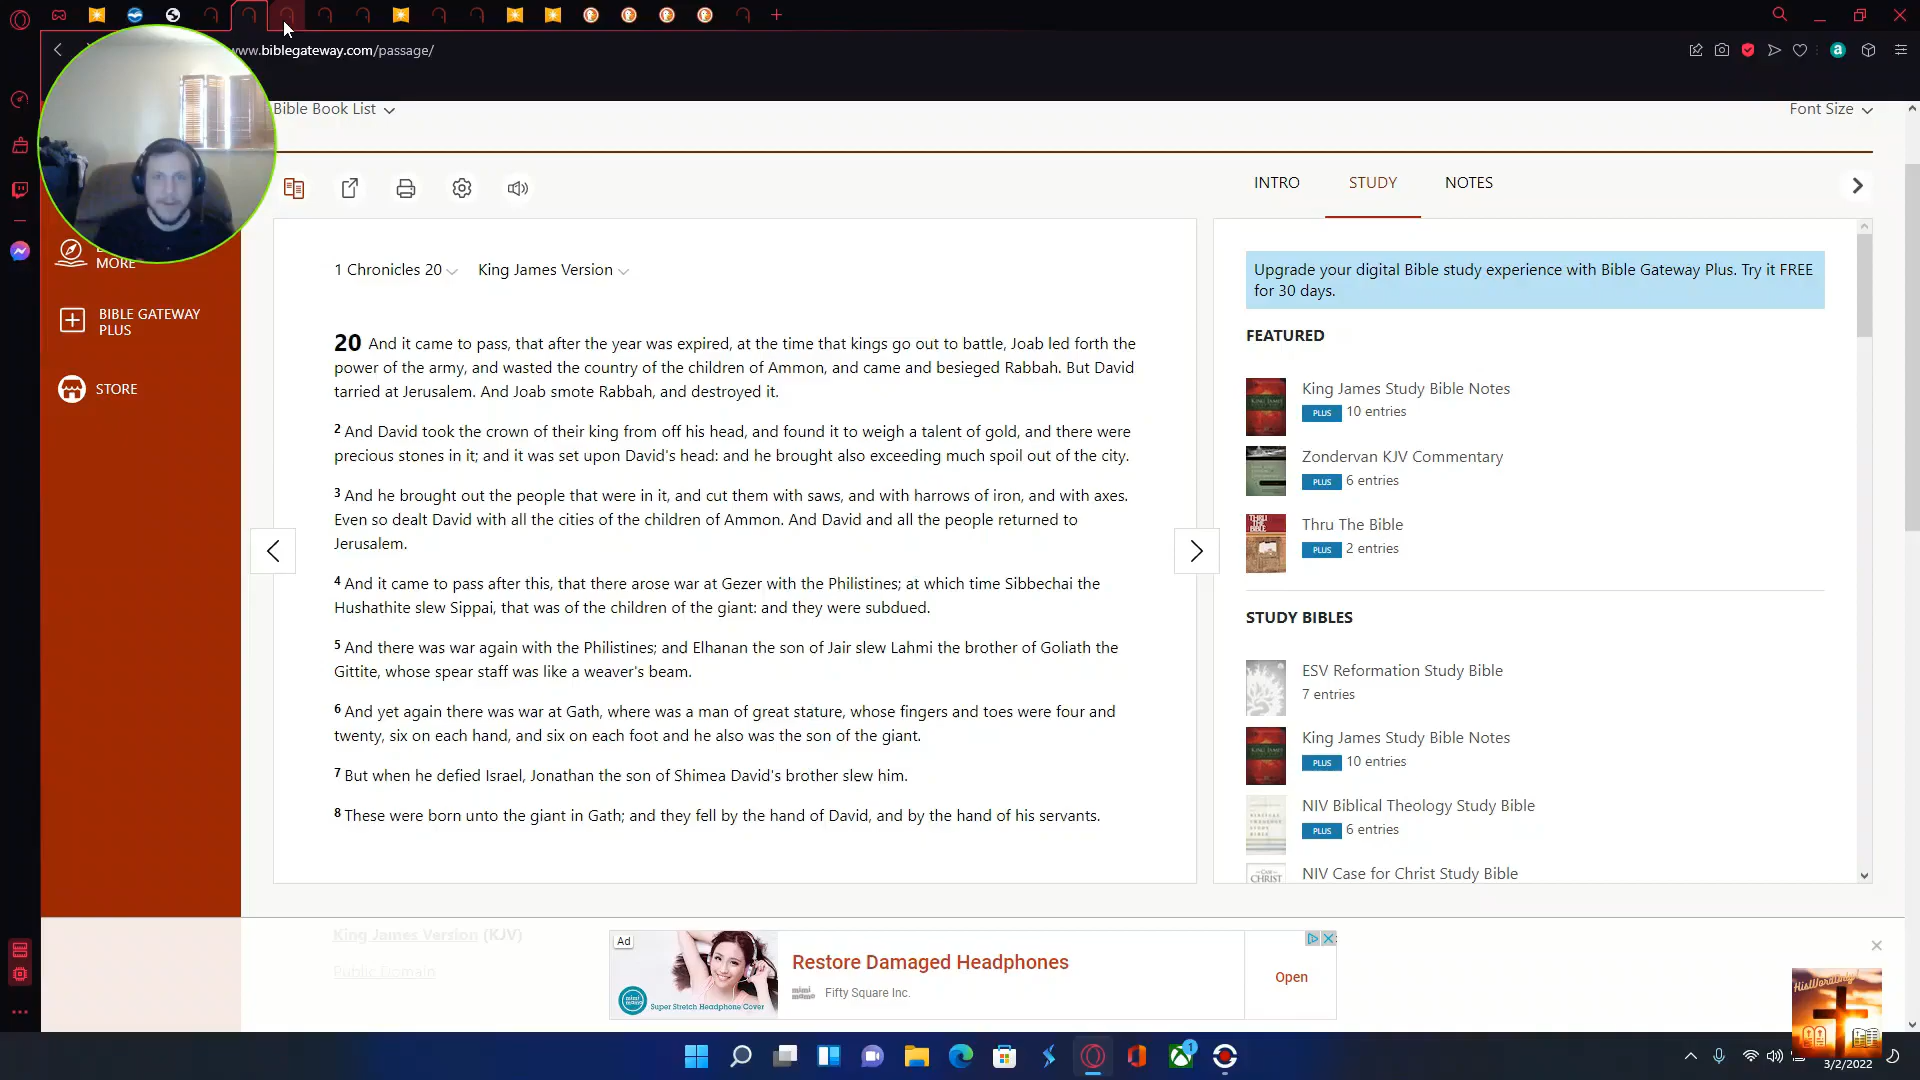 www.biblegateway.com/passage/
Bible Book List
Font Size
INTRO
STUDY
NOTES
MORE
BIBLE GATEWAY
PLUS
STORE
1 Chronicles 20
King James Version
20 And it came to pass, that after the year was expired, at the time that kings go out to battle, Joab led forth the
power of the army, and wasted the country of the children of Ammon, and came and besieged Rabbah. But David
tarried at Jerusalem. And Joab smote Rabbah, and destroyed it.
2 And David took the crown of their king from off his head, and found it to weigh a talent of gold, and there were
precious stones in it; and it was set upon David's head: and he brought also exceeding much spoil out of the city.
3 And he brought out the people that were in it, and cut them with saws, and with harrows of iron, and with axes.
Even so dealt David with all the cities of the children of Ammon. And David and all the people returned to
Jerusalem.
4 And it came to pass after this, that there arose war at Gezer with the Philistines; at which time Sibbechai the
Hushathite slew Sippai, that was of the children of the giant: and they were subdued.
5 And there was war again with the Philistines; and Elhanan the son of Jair slew Lahmi the brother of Goliath the
Gittite, whose spear staff was like a weaver's beam.
6 And yet again there was war at Gath, where was a man of great stature, whose fingers and toes were four and
twenty, six on each hand, and six on each foot and he also was the son of the giant.
7 But when he defied Israel, Jonathan the son of Shimea David's brother slew him.
8 These were born unto the giant in Gath; and they fell by the hand of David, and by the hand of his servants.
Upgrade your digital Bible study experience with Bible Gateway Plus. Try it FREE
for 30 days.
FEATURED
King James Study Bible Notes
PLUS 10 entries
Zondervan KJV Commentary
PLUS 6 entries
Thru The Bible
PLUS 2 entries
STUDY BIBLES
ESV Reformation Study Bible
7 entries
King James Study Bible Notes
PLUS 10 entries
NIV Biblical Theology Study Bible
PLUS 6 entries
NIV Case for Christ Study Bible
King James Version (KJV)
Public Domain
Ad
Super Stretch Headphone Cover
Restore Damaged Headphones
Fifty Square Inc.
Open
HisWordOnly
1
3/2/2022